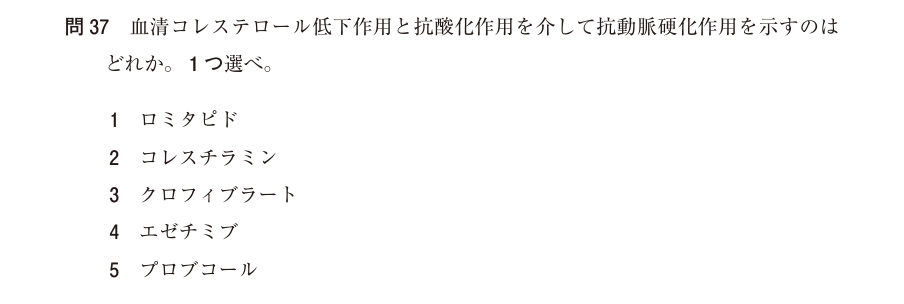 問 37　血清コレステロール低下作用と抗酸化作用を介して抗動脈硬化作用を示すのは
どれか。1つ選べ。
1　ロミタピド
2　コレスチラミン
3　クロフィブラート
4　エゼチミブ
5　プロブコール